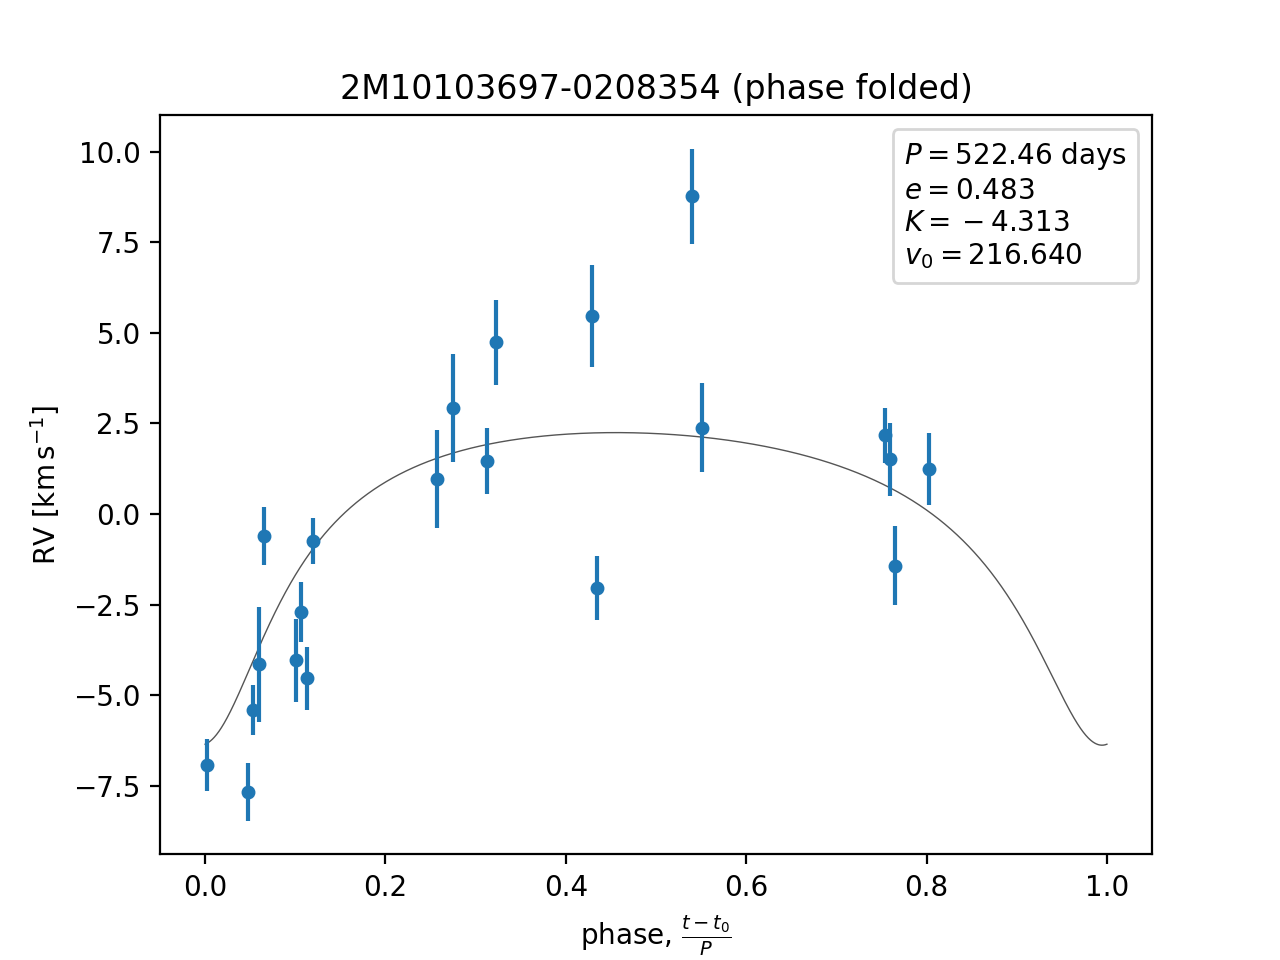 2M10103697-0208354 (phase folded)
P = 522.46 days
e = 0.483
K = −4.313
v₀ = 216.640
10.0
7.5
5.0
2.5
0.0
−2.5
−5.0
−7.5
RV [km s⁻¹]
0.0 0.2 0.4 0.6 0.8 1.0
phase, (t − t₀)/P